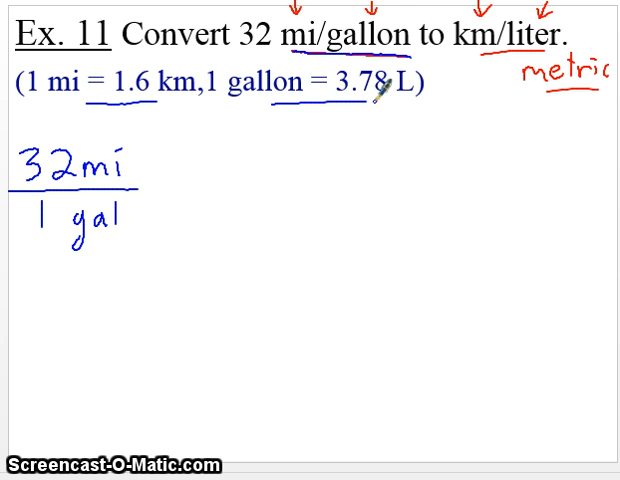 Ex. 11 Convert 32 mi/gallon to km/liter.
metric
(1 mi = 1.6 km,1 gallon = 3.78 L)
32mi
1 gal
Screencast-O-Matic.com